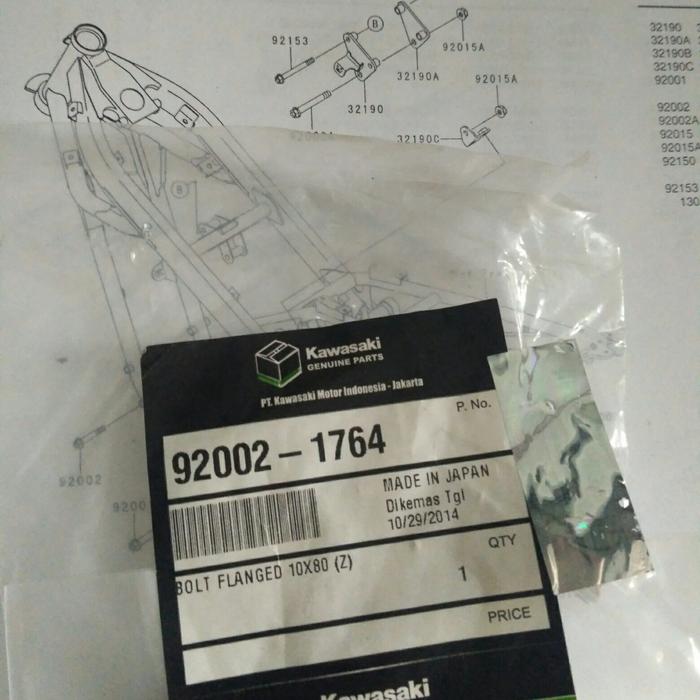 92153
B
92015A
32190A
32190
92015A
32190C
32190
32190A
32190B
32190C
92001
92002
92002A
92015
92015A
92150
92153
130
B
92002
9200
Kawasaki
GENUINE PARTS
PT. Kawasaki Motor Indonesia - Jakarta
P. No.
92002-1764
MADE IN JAPAN
Dikemas Tgl
10/29/2014
QTY
BOLT FLANGED 10X80 (Z)
1
PRICE
Kawasaki